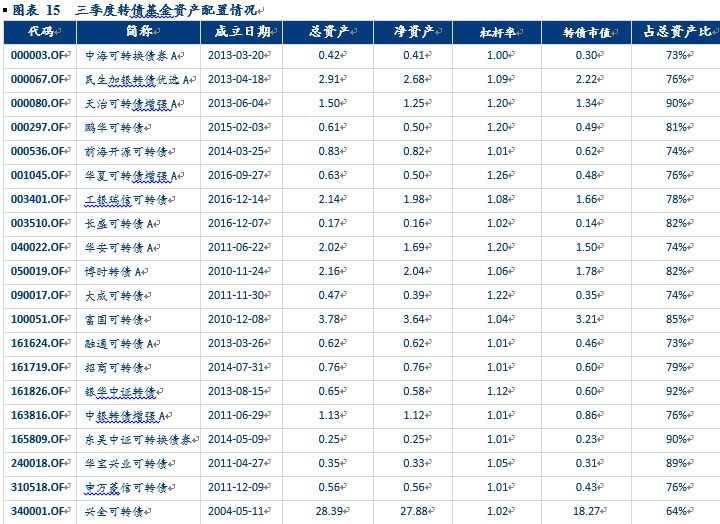 图表 15 三季度转债基金资产配置情况
代码 简称 成立日期 总资产 净资产 杠杆率 转债市值 占总资产比
000003.OF 中海可转换债券 A 2013-03-20 0.42 0.41 1.00 0.30 73%
000067.OF 民生加银转债优选 A 2013-04-18 2.91 2.68 1.09 2.22 76%
000080.OF 天治可转债增强 A 2013-06-04 1.50 1.25 1.20 1.34 90%
000297.OF 鹏华可转债 2015-02-03 0.61 0.50 1.20 0.49 81%
000536.OF 前海开源可转债 2014-03-25 0.83 0.82 1.01 0.62 74%
001045.OF 华夏可转债增强 A 2016-09-27 0.63 0.50 1.26 0.48 76%
003401.OF 工银瑞信可转债 2016-12-14 2.14 1.98 1.08 1.66 78%
003510.OF 长盛可转债 A 2016-12-07 0.17 0.16 1.02 0.14 82%
040022.OF 华安可转债 A 2011-06-22 2.02 1.69 1.20 1.50 74%
050019.OF 博时转债 A 2010-11-24 2.16 2.04 1.06 1.78 82%
090017.OF 大成可转债 2011-11-30 0.47 0.39 1.22 0.35 74%
100051.OF 富国可转债 2010-12-08 3.78 3.64 1.04 3.21 85%
161624.OF 融通可转债 A 2013-03-26 0.62 0.62 1.01 0.46 73%
161719.OF 招商可转债 2014-07-31 0.76 0.76 1.01 0.60 79%
161826.OF 银华中证转债 2013-08-15 0.65 0.58 1.12 0.60 92%
163816.OF 中银转债增强 A 2011-06-29 1.13 1.12 1.01 0.86 76%
165809.OF 东吴中证可转换债券 2014-05-09 0.25 0.25 1.01 0.23 90%
240018.OF 华宝兴业可转债 2011-04-27 0.35 0.33 1.05 0.31 89%
310518.OF 申万菱信可转债 2011-12-09 0.56 0.56 1.01 0.43 76%
340001.OF 兴全可转债 2004-05-11 28.39 27.88 1.02 18.27 64%